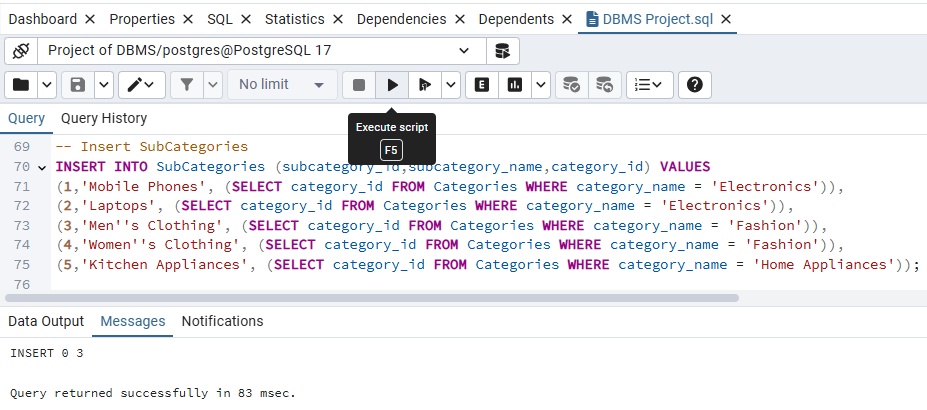 Dashboard Properties SQL Statistics Dependencies Dependents DBMS Project.sql
Project of DBMS/postgres@PostgreSQL 17
No limit E
Query Query History
Execute script
F5
69 -- Insert SubCategories
70 INSERT INTO SubCategories (subcategory_id,subcategory_name,category_id) VALUES
71 (1,'Mobile Phones', (SELECT category_id FROM Categories WHERE category_name = 'Electronics')),
72 (2,'Laptops', (SELECT category_id FROM Categories WHERE category_name = 'Electronics')),
73 (3,'Men''s Clothing', (SELECT category_id FROM Categories WHERE category_name = 'Fashion')),
74 (4,'Women''s Clothing', (SELECT category_id FROM Categories WHERE category_name = 'Fashion')),
75 (5,'Kitchen Appliances', (SELECT category_id FROM Categories WHERE category_name = 'Home Appliances'));
76
Data Output Messages Notifications
INSERT 0 3
Query returned successfully in 83 msec.